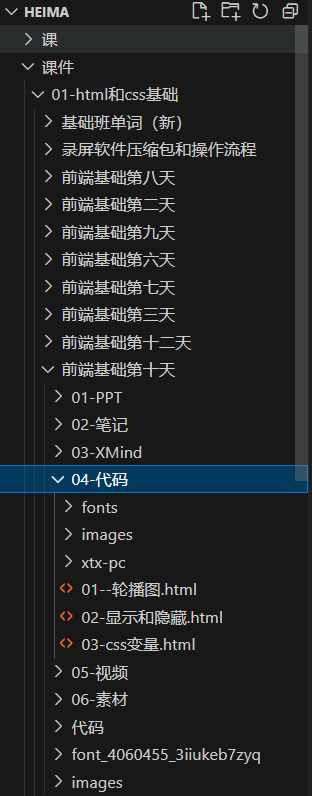 HEIMA
课
课件
01-html和css基础
基础班单词（新）
录屏软件压缩包和操作流程
前端基础第八天
前端基础第二天
前端基础第九天
前端基础第六天
前端基础第七天
前端基础第三天
前端基础第十二天
前端基础第十天
01-PPT
02-笔记
03-XMind
04-代码
fonts
images
xtx-pc
01--轮播图.html
02-显示和隐藏.html
03-css变量.html
05-视频
06-素材
代码
font_4060455_3iiukeb7zyq
images